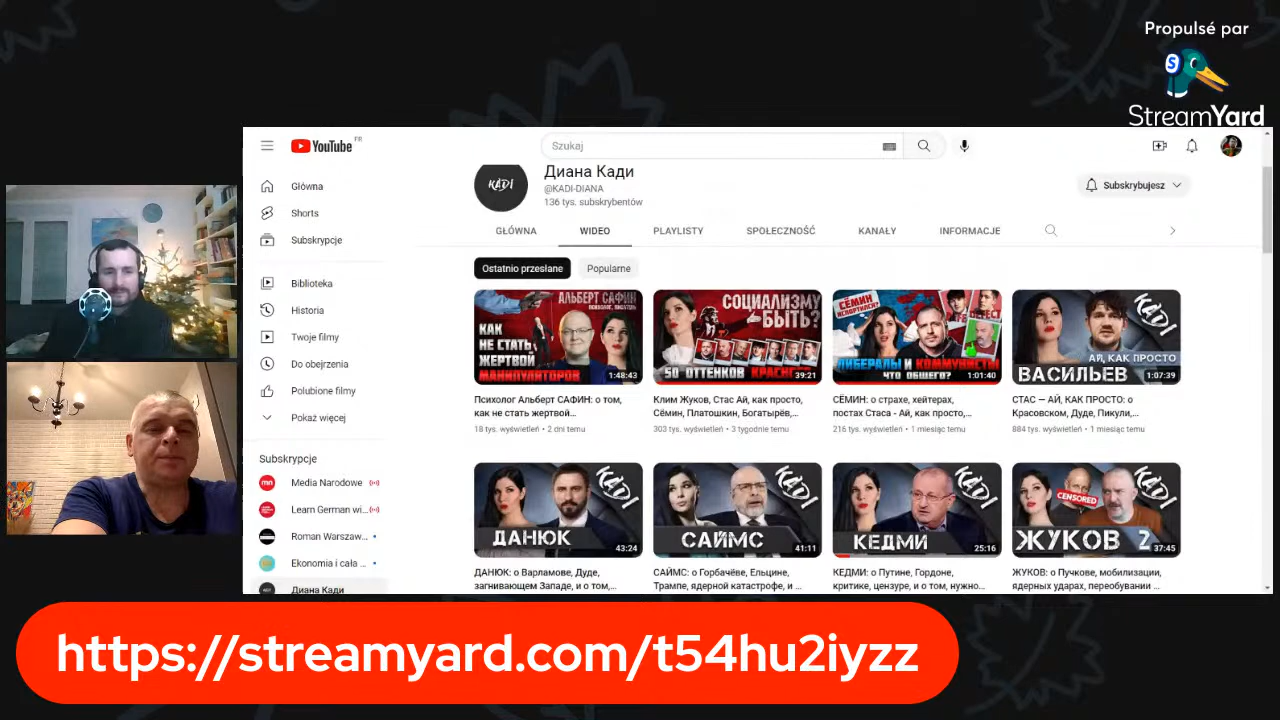 Propulsé par
StreamYard
YouTube FR
Szukaj
Główna
Shorts
Subskrypcje
Biblioteka
Historia
Twoje filmy
Do obejrzenia
Polubione filmy
Pokaż więcej
Subskrypcje
Media Narodowe
Learn German wi...
Roman Warszaw...
Ekonomia i cała ...
Диана Кади
KADI
Диана Кади
@KADI-DIANA
136 tys. subskrybentów
Subskrybujesz
GŁÓWNA WIDEO PLAYLISTY SPOŁECZNOŚĆ KANAŁY INFORMACJE
Ostatnio przesłane Popularne
АЛЬБЕРТ САФИН
КАК
НЕ СТАТЬ
ЖЕРТВОЙ
МАНИПУЛЯТОРОВ
1:48:43
Психолог Альберт САФИН: о том,
как не стать жертвой...
18 tys. wyświetleń • 2 dni temu
СОЦИАЛИЗМУ
БЫТЬ?
50 ОТТЕНКОВ КРАСНОГО
39:21
Клим Жуков, Стас Ай, как просто,
Сёмин, Платошкин, Богатырёв,...
303 tys. wyświetleń • 3 tygodnie temu
СЁМИН
ИСПОРТИЛСЯ?
ЛИБЕРАЛЫ И КОММУНИСТЫ
ЧТО ОБЩЕГО?
1:01:40
СЁМИН: о страхе, хейтерах,
постах Стаса - Ай, как просто,...
216 tys. wyświetleń • 1 miesiąc temu
KADI
АЙ, КАК ПРОСТО
ВАСИЛЬЕВ
1:07:39
СТАС — АЙ, КАК ПРОСТО: о
Красовском, Дуде, Пикули,...
884 tys. wyświetleń • 1 miesiąc temu
KADI
ДАНЮК
43:24
ДАНЮК: о Варламове, Дуде,
загнивающем Западе, и о том,...
KADI
САЙМС
41:11
САЙМС: о Горбачёве, Ельцине,
Трампе, ядерной катастрофе, и ...
KADI
КЕДМИ
25:16
КЕДМИ: о Путине, Гордоне,
критике, цензуре, и о том, нужно...
CENSORED
KADI
ЖУКОВ 2
37:45
ЖУКОВ: о Пучкове, мобилизации,
ядерных ударах, переобувании ...
https://streamyard.com/t54hu2iyzz